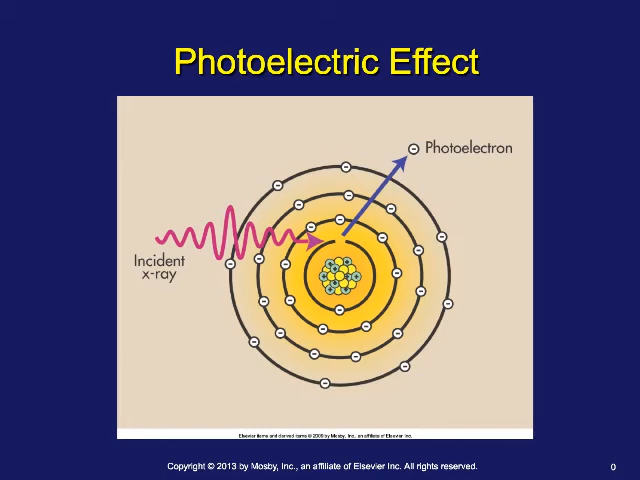 Photoelectric Effect
Photoelectron
Incident
x-ray
Elsevier items and derived items © 2009 by Mosby, Inc., an affiliate of Elsevier Inc.
Copyright © 2013 by Mosby, Inc., an affiliate of Elsevier Inc. All rights reserved.
0